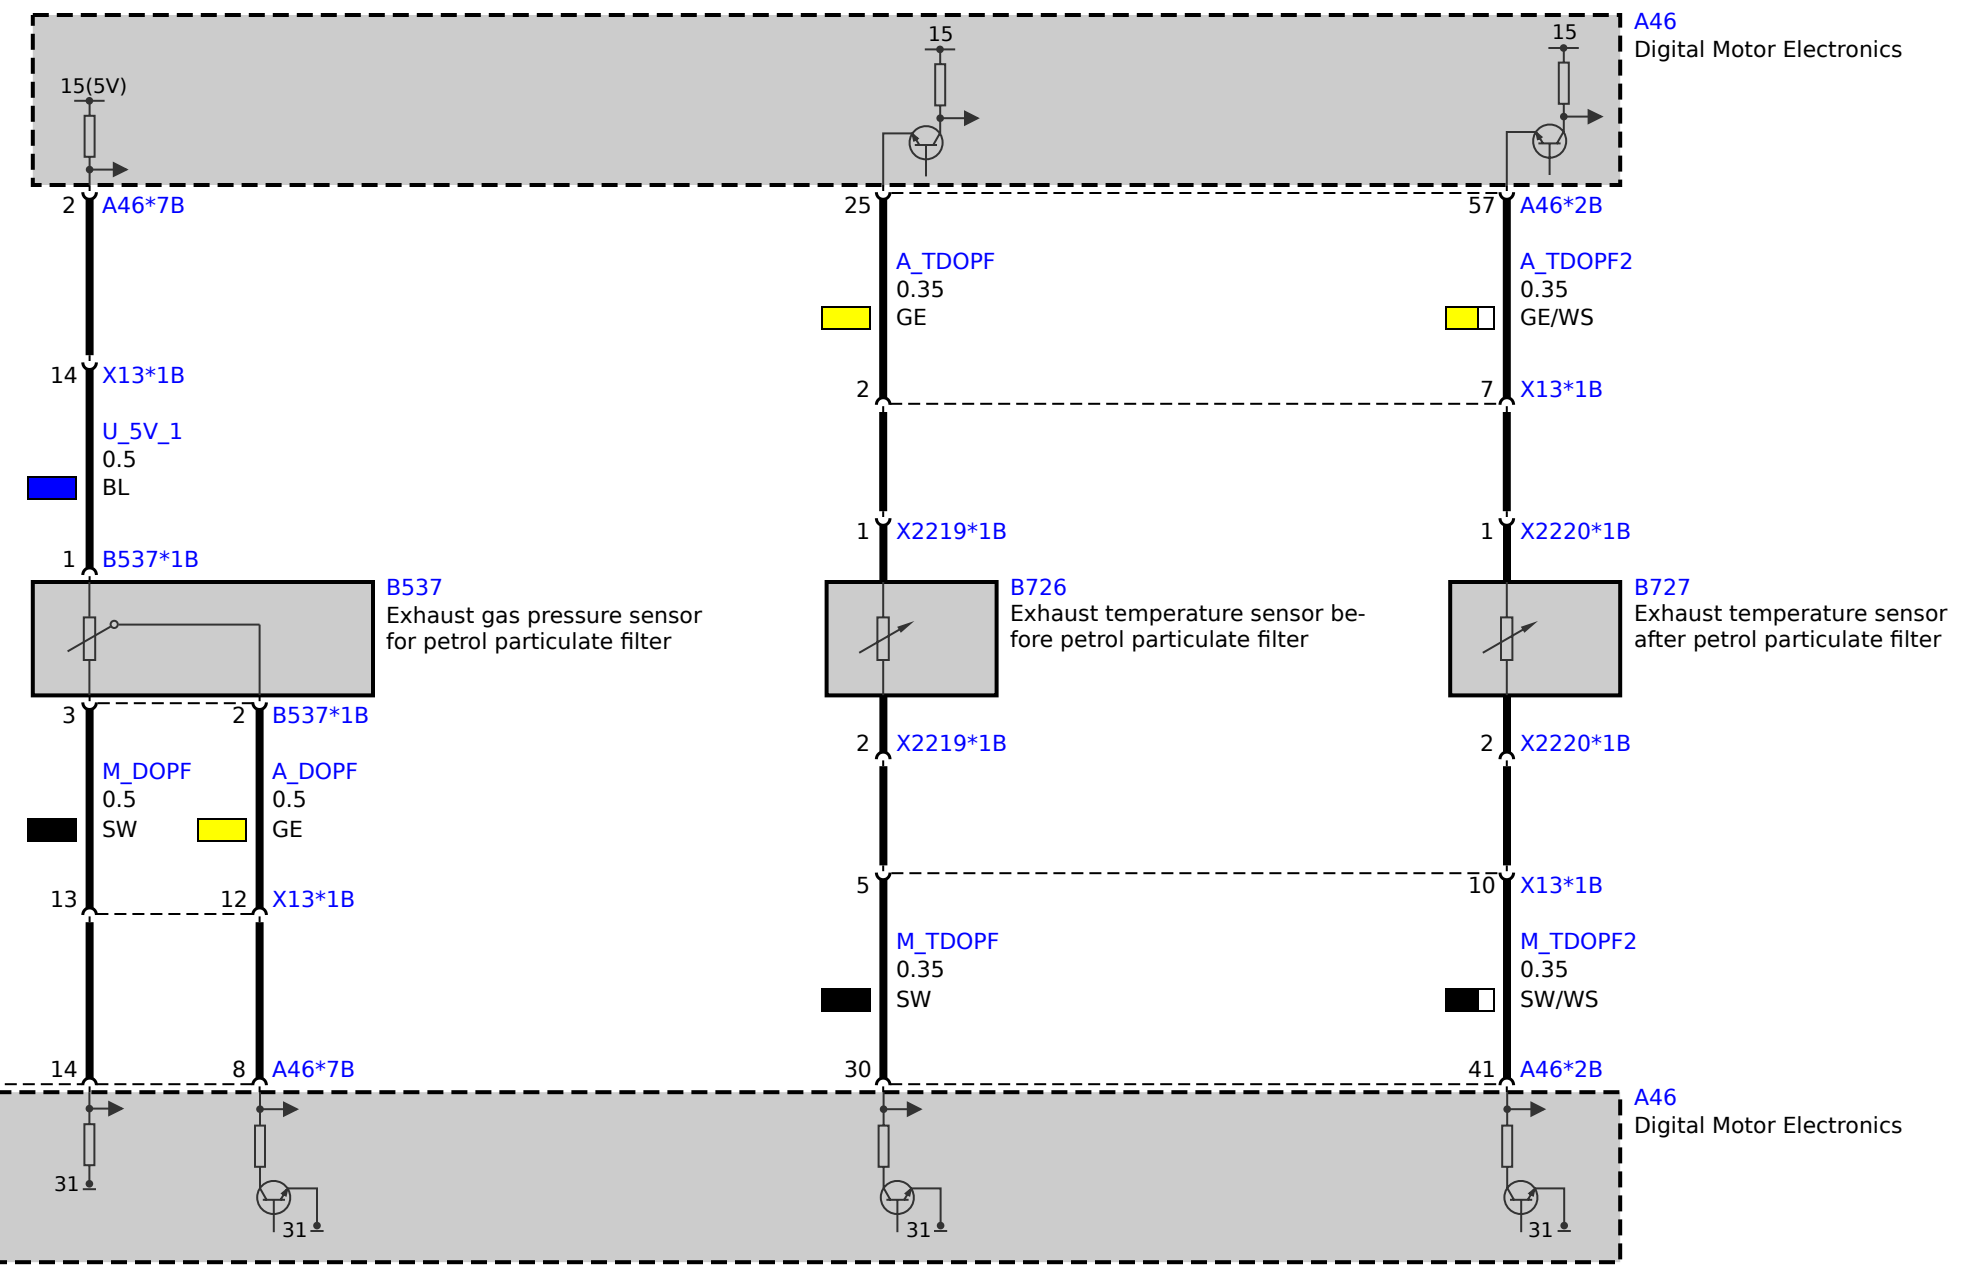 A46
Digital Motor Electronics
15(5V)
15
15
2 A46*7B
25
57 A46*2B
A_TDOPF
0.35
GE
A_TDOPF2
0.35
GE/WS
14 X13*1B
2
7 X13*1B
U_5V_1
0.5
BL
1 B537*1B
1 X2219*1B
1 X2220*1B
B537
Exhaust gas pressure sensor
for petrol particulate filter
B726
Exhaust temperature sensor be-
fore petrol particulate filter
B727
Exhaust temperature sensor
after petrol particulate filter
3
2 B537*1B
2 X2219*1B
2 X2220*1B
M_DOPF
0.5
SW
A_DOPF
0.5
GE
13
12 X13*1B
5
10 X13*1B
M_TDOPF
0.35
SW
M_TDOPF2
0.35
SW/WS
14
8 A46*7B
30
41 A46*2B
A46
Digital Motor Electronics
31
31
31
31